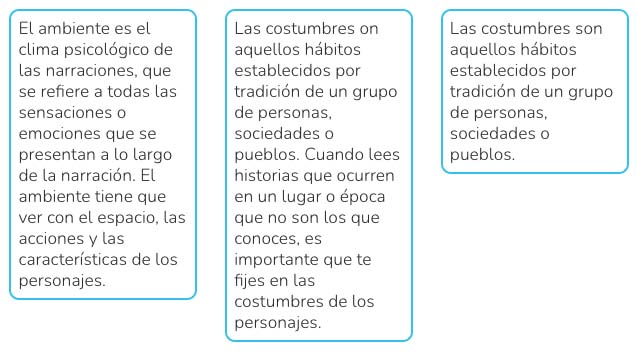 El ambiente es el
clima psicológico de
las narraciones, que
se refiere a todas las
sensaciones o
emociones que se
presentan a lo largo
de la narración. El
ambiente tiene que
ver con el espacio, las
acciones y las
características de los
personajes.
Las costumbres on
aquellos hábitos
establecidos por
tradición de un grupo
de personas,
sociedades o
pueblos. Cuando lees
historias que ocurren
en un lugar o época
que no son los que
conoces, es
importante que te
fijes en las
costumbres de los
personajes.
Las costumbres son
aquellos hábitos
establecidos por
tradición de un grupo
de personas,
sociedades o
pueblos.